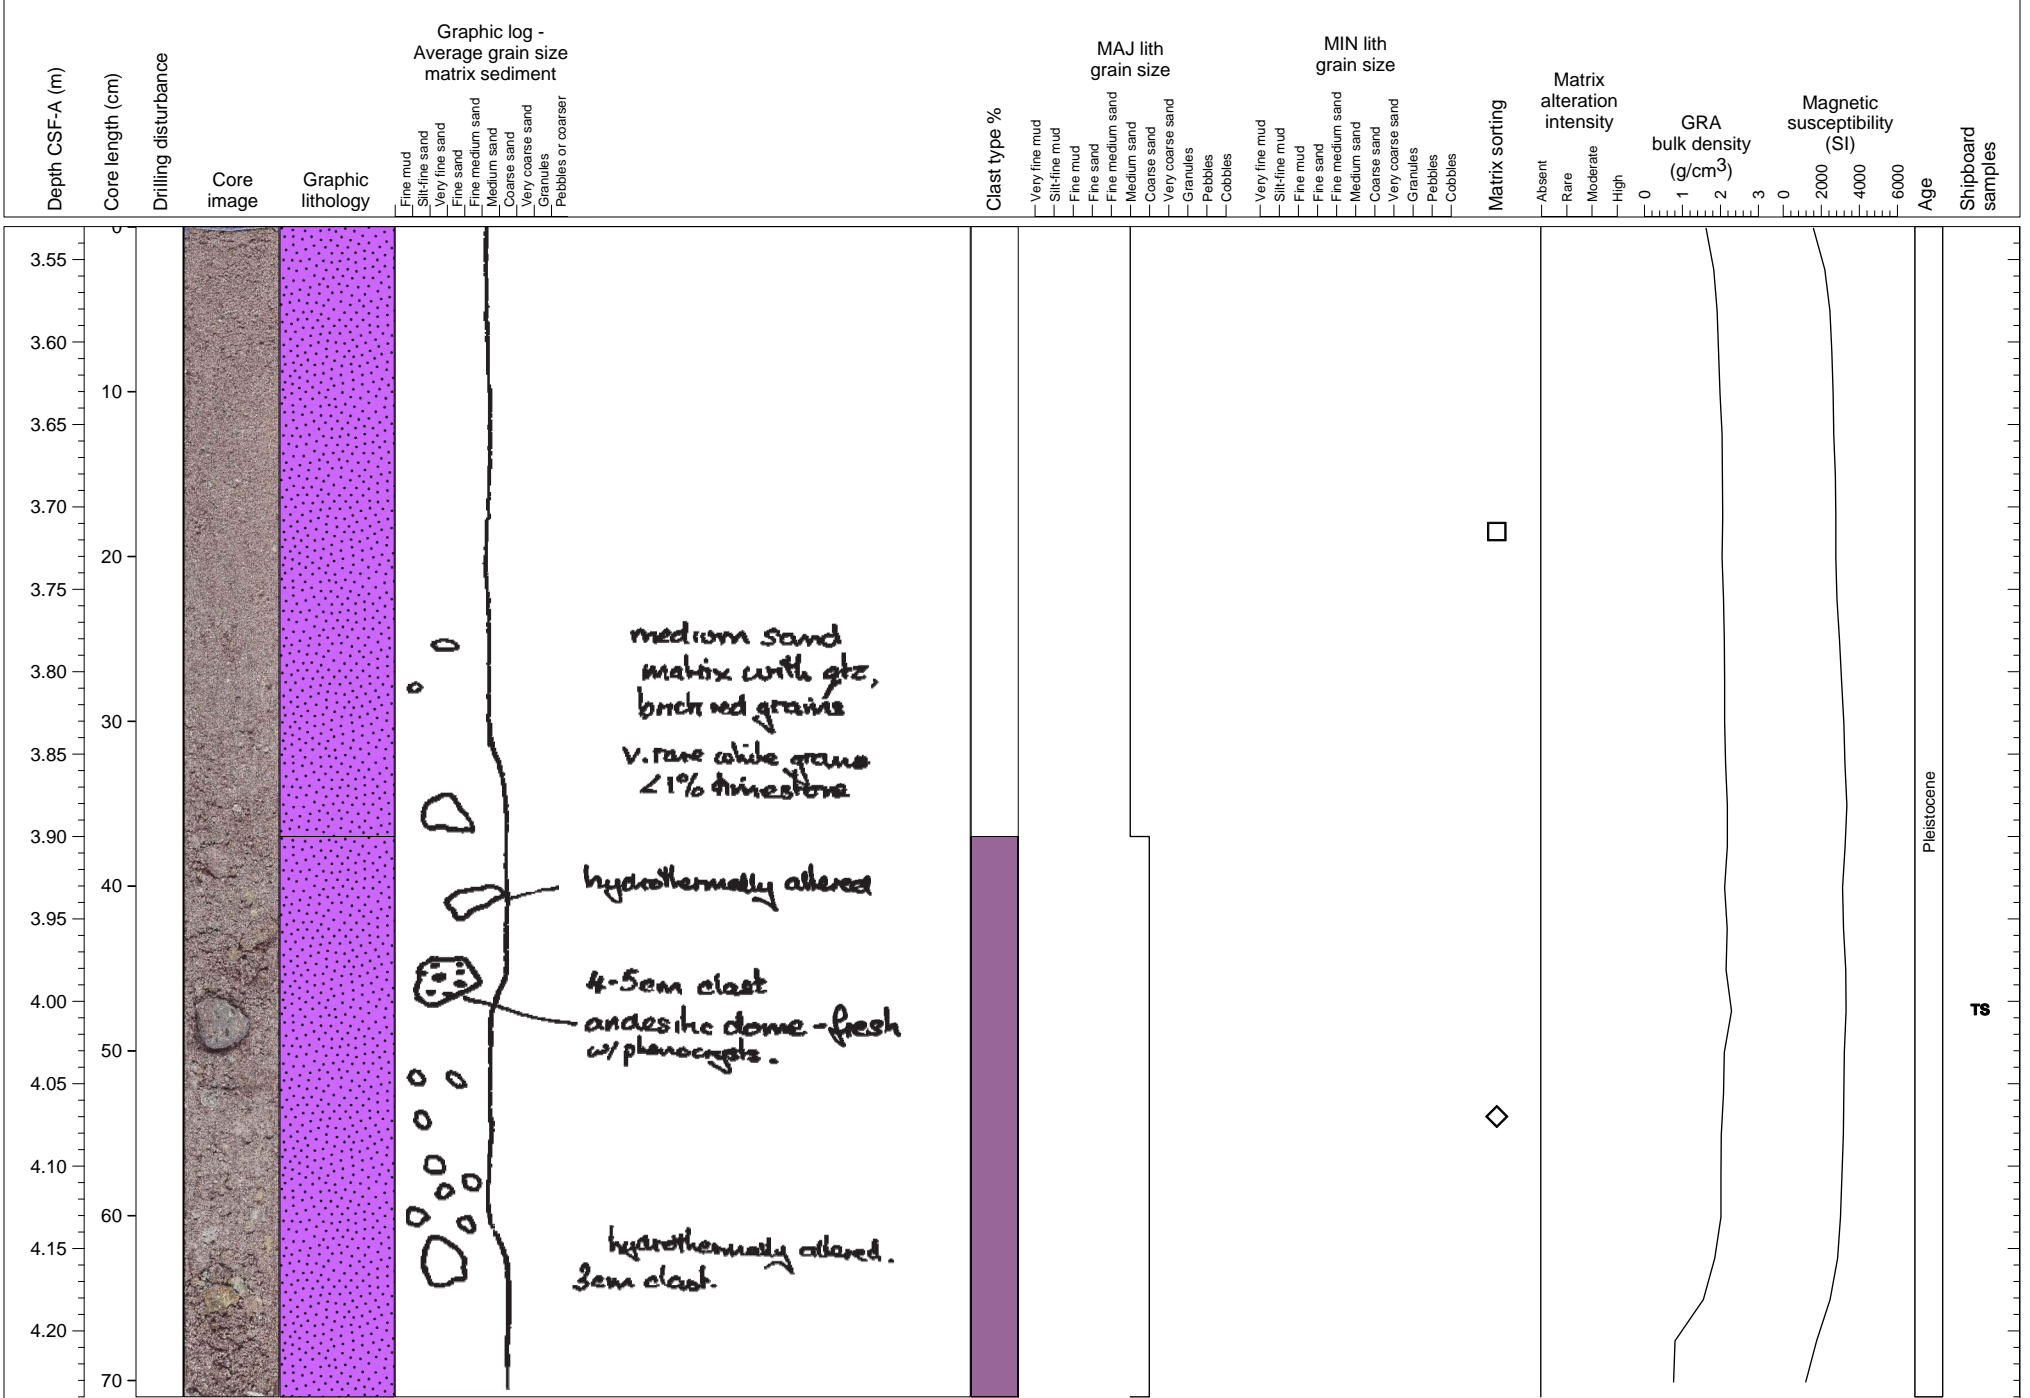 Depth CSF-A (m)
Core length (cm)
Drilling disturbance
Core
image
Graphic
lithology
Graphic log -
Average grain size
matrix sediment
Fine mud
Silt-fine sand
Very fine sand
Fine sand
Fine medium sand
Medium sand
Coarse sand
Very coarse sand
Granules
Pebbles or coarser
Clast type %
MAJ lith
grain size
Very fine mud
Silt-fine mud
Fine mud
Fine sand
Fine medium sand
Medium sand
Coarse sand
Very coarse sand
Granules
Pebbles
Cobbles
MIN lith
grain size
Very fine mud
Silt-fine mud
Fine mud
Fine sand
Fine medium sand
Medium sand
Coarse sand
Very coarse sand
Granules
Pebbles
Cobbles
Matrix sorting
Matrix
alteration
intensity
Absent
Rare
Moderate
High
GRA
bulk density
(g/cm3)
0
1
2
3
Magnetic
susceptibility
(SI)
0
2000
4000
6000
Age
Shipboard
samples
3.55
3.60
3.65
3.70
3.75
3.80
3.85
3.90
3.95
4.00
4.05
4.10
4.15
4.20
0
10
20
30
40
50
60
70
medium sand
matrix with qtz,
brick red grains
v. rare white grains
<1% limestone
hydrothermally altered
4-5cm clast
andesitic dome - fresh
w/ phenocrysts.
hydrothermally altered.
3cm clast.
Pleistocene
TS